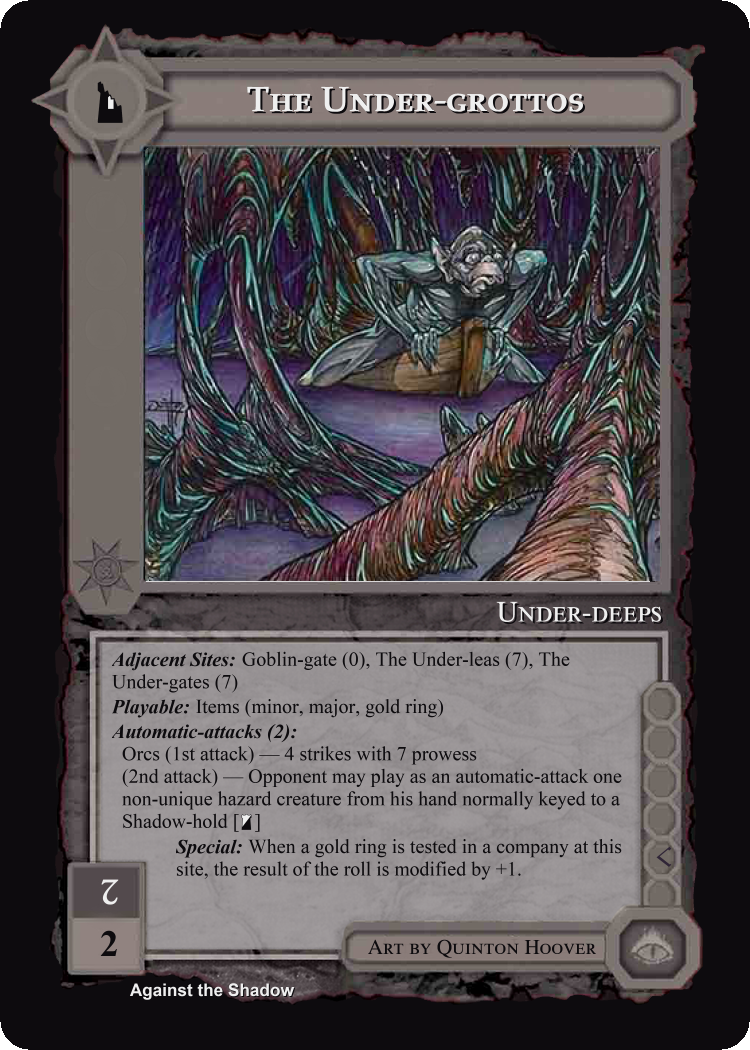 The Under-grottos
Under-deeps
Adjacent Sites: Goblin-gate (0), The Under-leas (7), The
Under-gates (7)
Playable: Items (minor, major, gold ring)
Automatic-attacks (2):
Orcs (1st attack) — 4 strikes with 7 prowess
(2nd attack) — Opponent may play as an automatic-attack one
non-unique hazard creature from his hand normally keyed to a
Shadow-hold [ ]
Special: When a gold ring is tested in a company at this
site, the result of the roll is modified by +1.
2
2
Art by Quinton Hoover
Against the Shadow